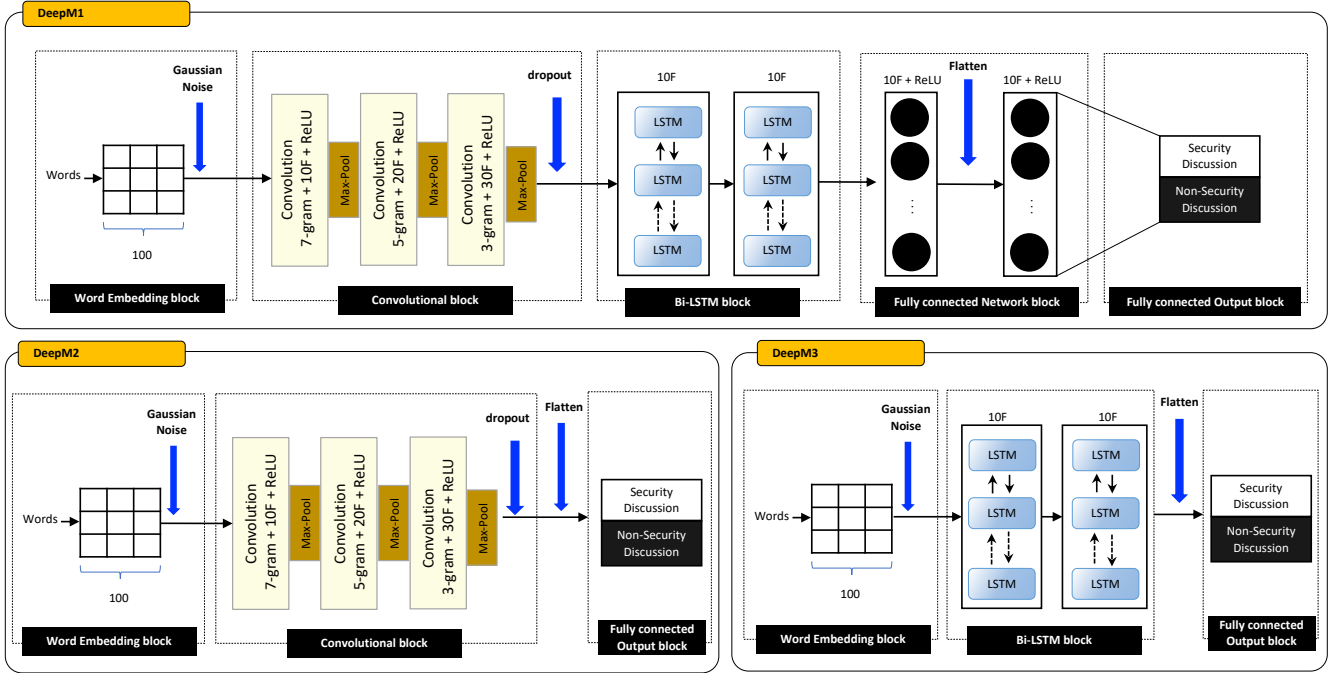 DeepM1
Gaussian
Noise
Words
100
Word Embedding block
Convolution
7-gram + 10F + ReLU
Max-Pool
Convolution
5-gram + 20F + ReLU
Max-Pool
Convolution
3-gram + 30F + ReLU
Max-Pool
dropout
Convolutional block
10F
LSTM
LSTM
LSTM
10F
LSTM
LSTM
LSTM
Bi-LSTM block
10F + ReLU
...
Flatten
10F + ReLU
...
Fully connected Network block
Security
Discussion
Non-Security
Discussion
Fully connected Output block
DeepM2
Gaussian
Noise
Words
100
Word Embedding block
Convolution
7-gram + 10F + ReLU
Max-Pool
Convolution
5-gram + 20F + ReLU
Max-Pool
Convolution
3-gram + 30F + ReLU
Max-Pool
dropout
Convolutional block
Flatten
Security
Discussion
Non-Security
Discussion
Fully connected
Output block
DeepM3
Gaussian
Noise
Words
100
Word Embedding block
10F
LSTM
LSTM
LSTM
10F
LSTM
LSTM
LSTM
Bi-LSTM block
Flatten
Security
Discussion
Non-Security
Discussion
Fully connected
Output block